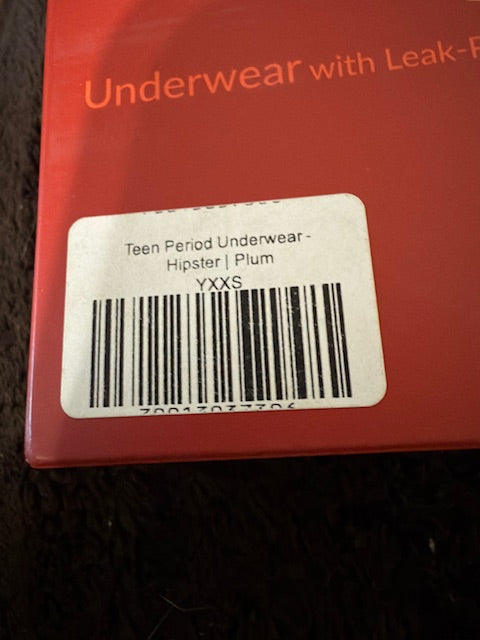 Underwear with Leak-
Teen Period Underwear -
Hipster | Plum
YXXS